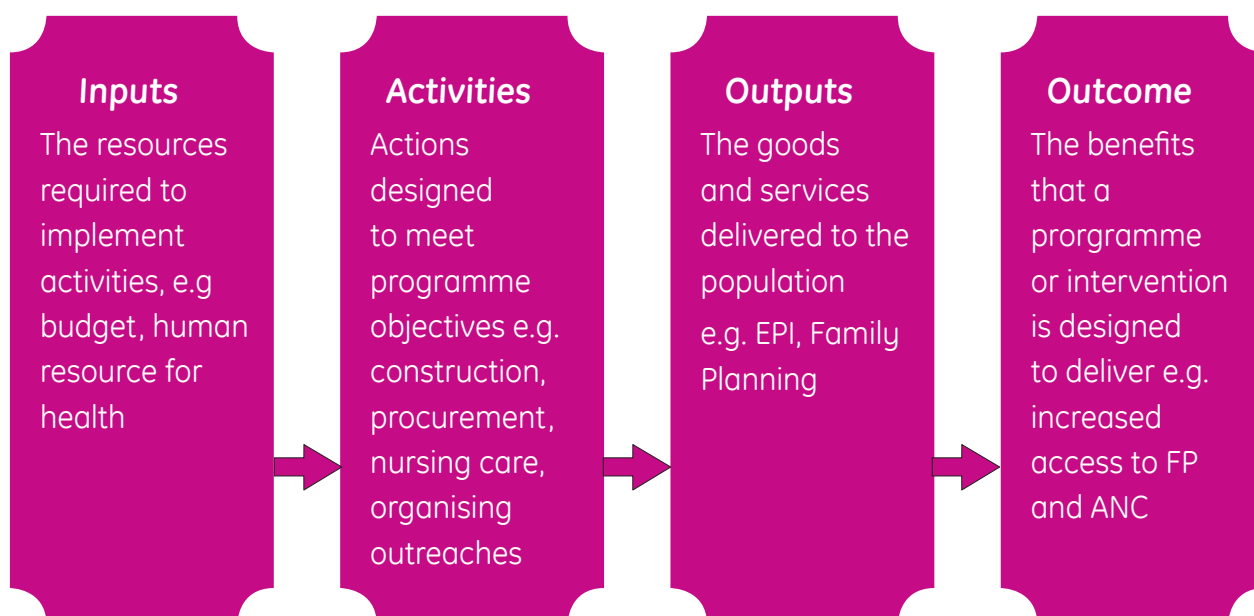 Inputs
The resources
required to
implement
activities, e.g
budget, human
resource for
health
Activities
Actions
designed
to meet
programme
objectives e.g.
construction,
procurement,
nursing care,
organising
outreaches
Outputs
The goods
and services
delivered to the
population
e.g. EPI, Family
Planning
Outcome
The benefits
that a
prorgramme
or intervention
is designed
to deliver e.g.
increased
access to FP
and ANC